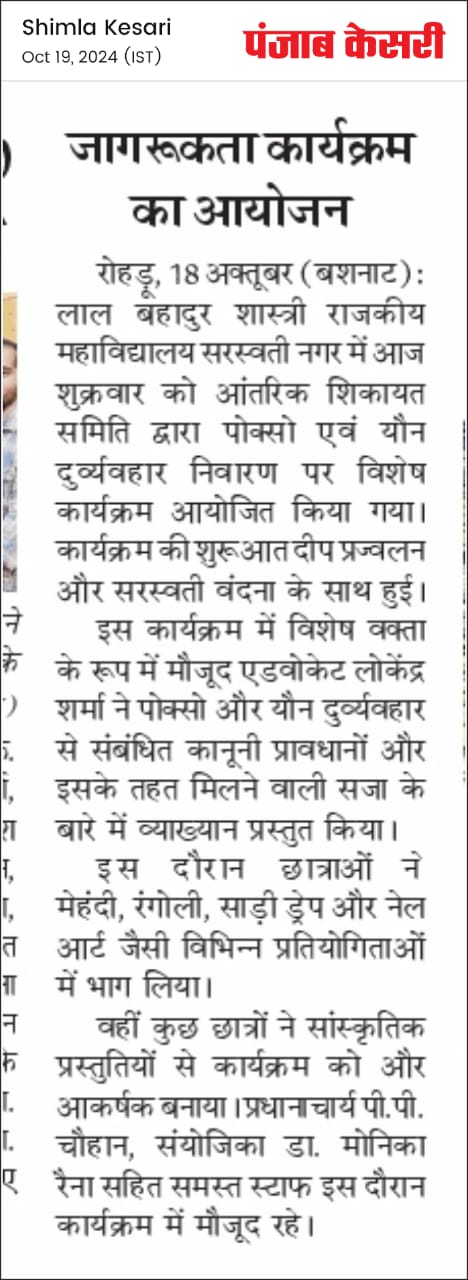 Shimla Kesari
Oct 19, 2024 (IST)
पंजाब केसरी
जागरूकता कार्यक्रम
का आयोजन
रोहड़ू, 18 अक्तूबर (बशनाट):
लाल बहादुर शास्त्री राजकीय
महाविद्यालय सरस्वती नगर में आज
शुक्रवार को आंतरिक शिकायत
समिति द्वारा पोक्सो एवं यौन
दुर्व्यवहार निवारण पर विशेष
कार्यक्रम आयोजित किया गया।
कार्यक्रम की शुरूआत दीप प्रज्वलन
और सरस्वती वंदना के साथ हुई।
इस कार्यक्रम में विशेष वक्ता
के रूप में मौजूद एडवोकेट लोकेंद्र
शर्मा ने पोक्सो और यौन दुर्व्यवहार
से संबंधित कानूनी प्रावधानों और
इसके तहत मिलने वाली सजा के
बारे में व्याख्यान प्रस्तुत किया।
इस दौरान छात्राओं ने
मेहंदी, रंगोली, साड़ी ड्रेप और नेल
आर्ट जैसी विभिन्न प्रतियोगिताओं
में भाग लिया।
वहीं कुछ छात्रों ने सांस्कृतिक
प्रस्तुतियों से कार्यक्रम को और
आकर्षक बनाया। प्रधानाचार्य पी.पी.
चौहान, संयोजिका डा. मोनिका
रैना सहित समस्त स्टाफ इस दौरान
कार्यक्रम में मौजूद रहे।